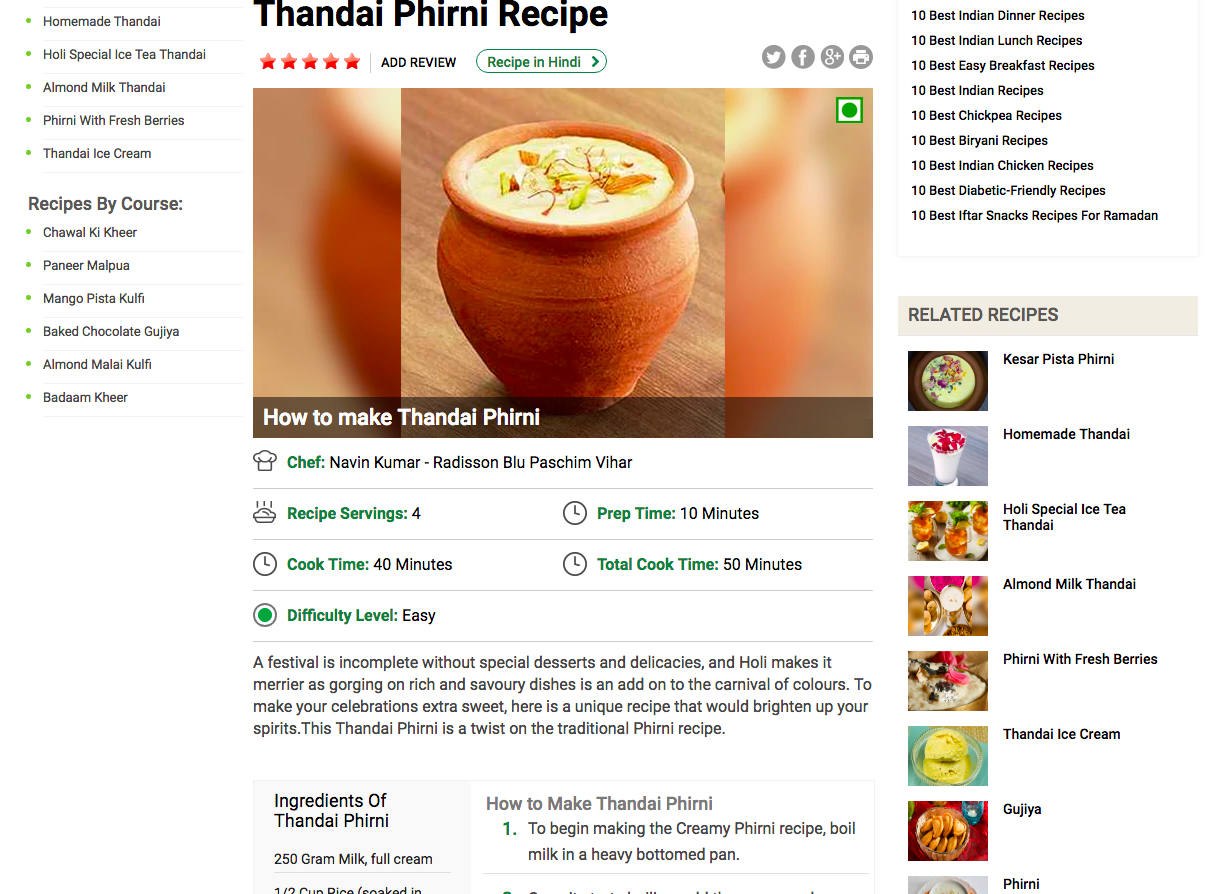 Homemade Thandai
Holi Special Ice Tea Thandai
Almond Milk Thandai
Phirni With Fresh Berries
Thandai Ice Cream
Recipes By Course:
Chawal Ki Kheer
Paneer Malpua
Mango Pista Kulfi
Baked Chocolate Gujiya
Almond Malai Kulfi
Badaam Kheer
Thandai Phirni Recipe
ADD REVIEW
Recipe in Hindi
How to make Thandai Phirni
Chef: Navin Kumar - Radisson Blu Paschim Vihar
Recipe Servings: 4
Prep Time: 10 Minutes
Cook Time: 40 Minutes
Total Cook Time: 50 Minutes
Difficulty Level: Easy
A festival is incomplete without special desserts and delicacies, and Holi makes it
merrier as gorging on rich and savoury dishes is an add on to the carnival of colours. To
make your celebrations extra sweet, here is a unique recipe that would brighten up your
spirits.This Thandai Phirni is a twist on the traditional Phirni recipe.
Ingredients Of
Thandai Phirni
250 Gram Milk, full cream
1/2 Cup Rice (soaked in
How to Make Thandai Phirni
1. To begin making the Creamy Phirni recipe, boil
milk in a heavy bottomed pan.
10 Best Indian Dinner Recipes
10 Best Indian Lunch Recipes
10 Best Easy Breakfast Recipes
10 Best Indian Recipes
10 Best Chickpea Recipes
10 Best Biryani Recipes
10 Best Indian Chicken Recipes
10 Best Diabetic-Friendly Recipes
10 Best Iftar Snacks Recipes For Ramadan
RELATED RECIPES
Kesar Pista Phirni
Homemade Thandai
Holi Special Ice Tea
Thandai
Almond Milk Thandai
Phirni With Fresh Berries
Thandai Ice Cream
Gujiya
Phirni